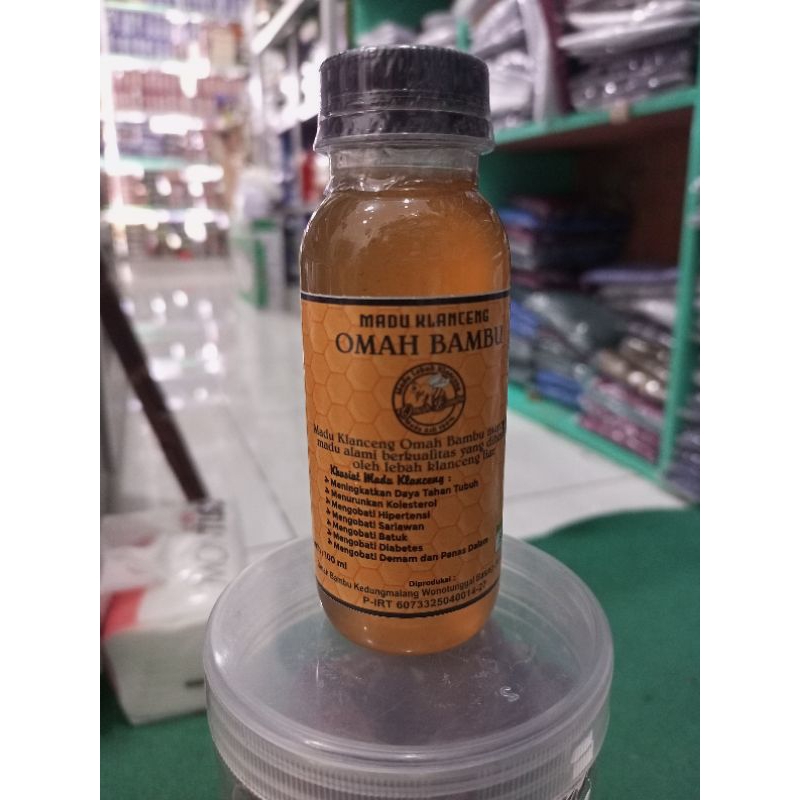 MADU KLANCENG
OMAH BAMBU
Madu Klanceng Omah Bambu
madu alami berkualitas yang
oleh lebah klanceng liar
Khasiat Madu Klanceng :
➢ Meningkatkan Daya Tahan Tubuh
➢ Menurunkan Kolesterol
➢ Mengobati Hipertensi
➢ Mengobati Sariawan
➢ Mengobati Batuk
➢ Mengobati Diabetes
➢ Mengobati Demam dan Panas Dalam
100 ml
Diproduksi :
Bambu Kedungmalang Wonotunggal
P-IRT 6073325040014-